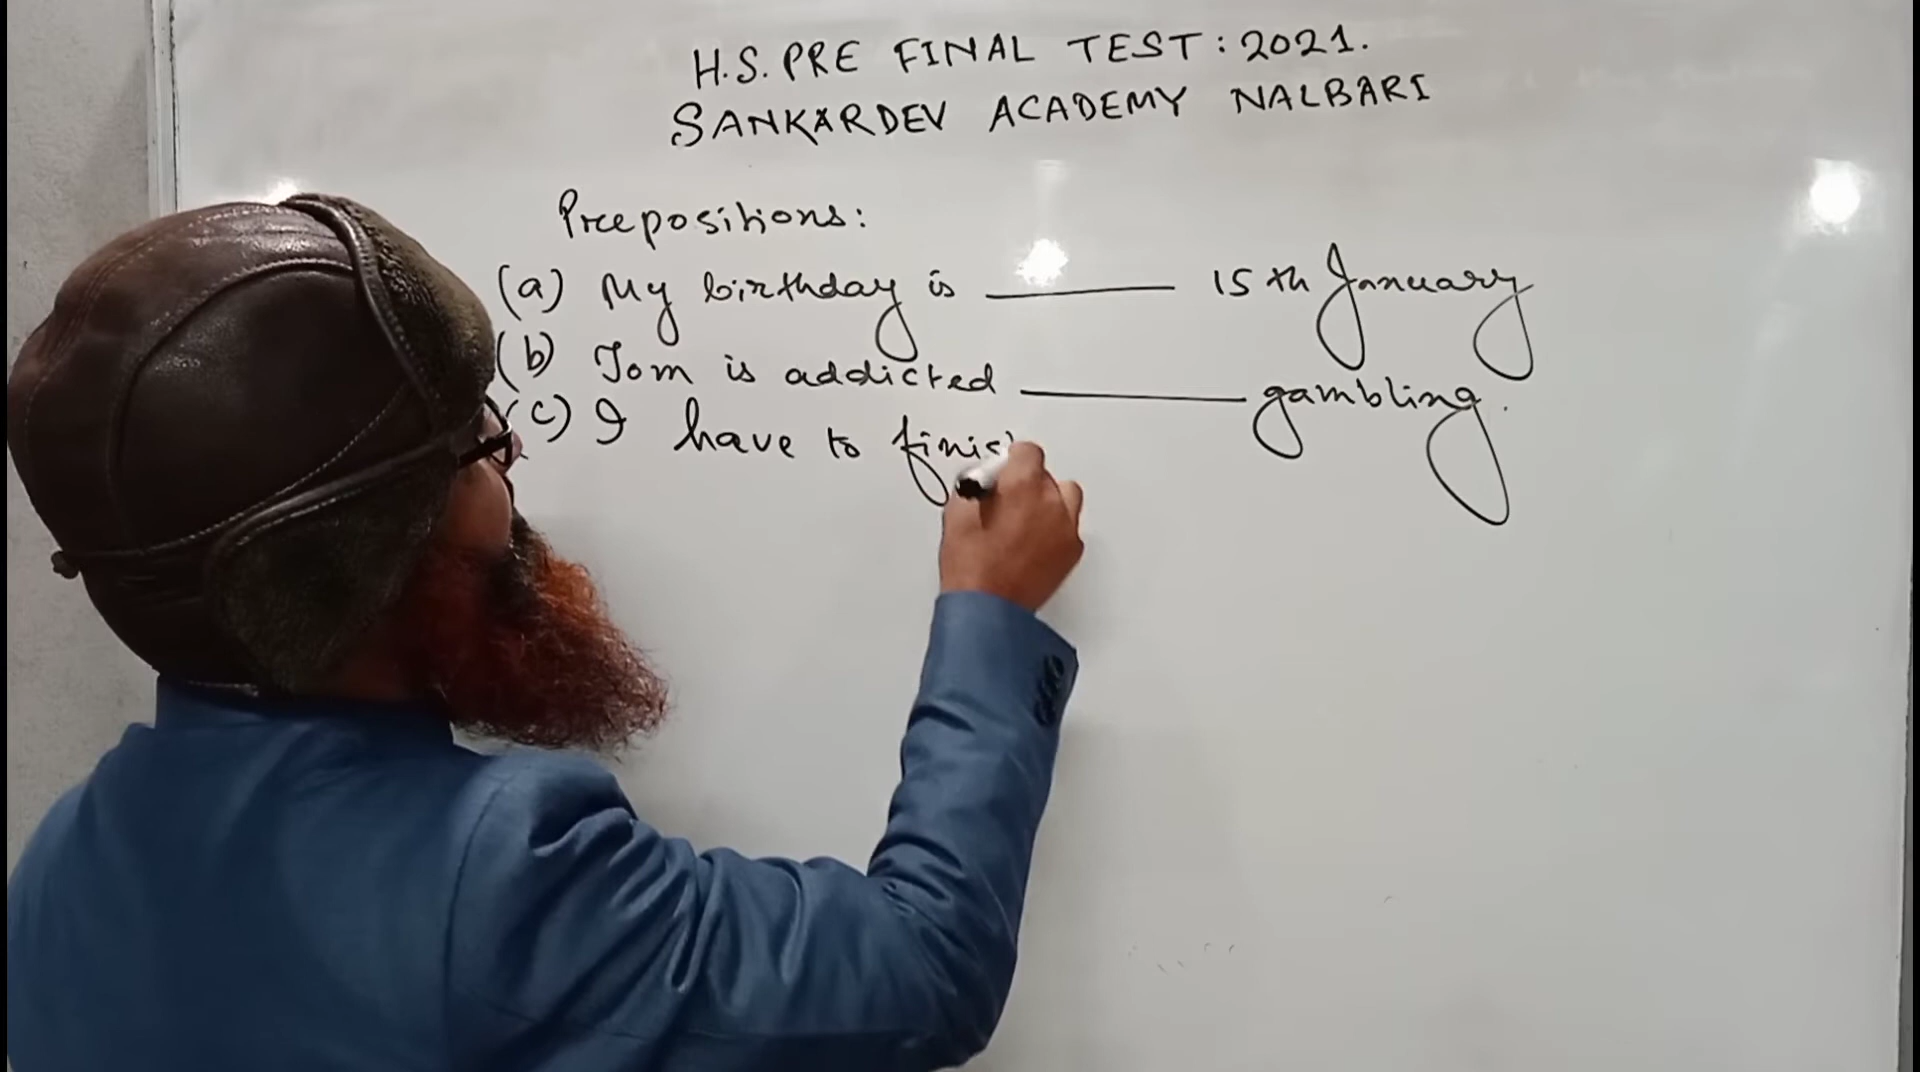 H.S. PRE FINAL TEST: 2021.
SANKARDEV ACADEMY NALBARI
Prepositions:
(a) My birthday is ______ 15th January
(b) Tom is addicted ______ gambling.
(c) I have to finis